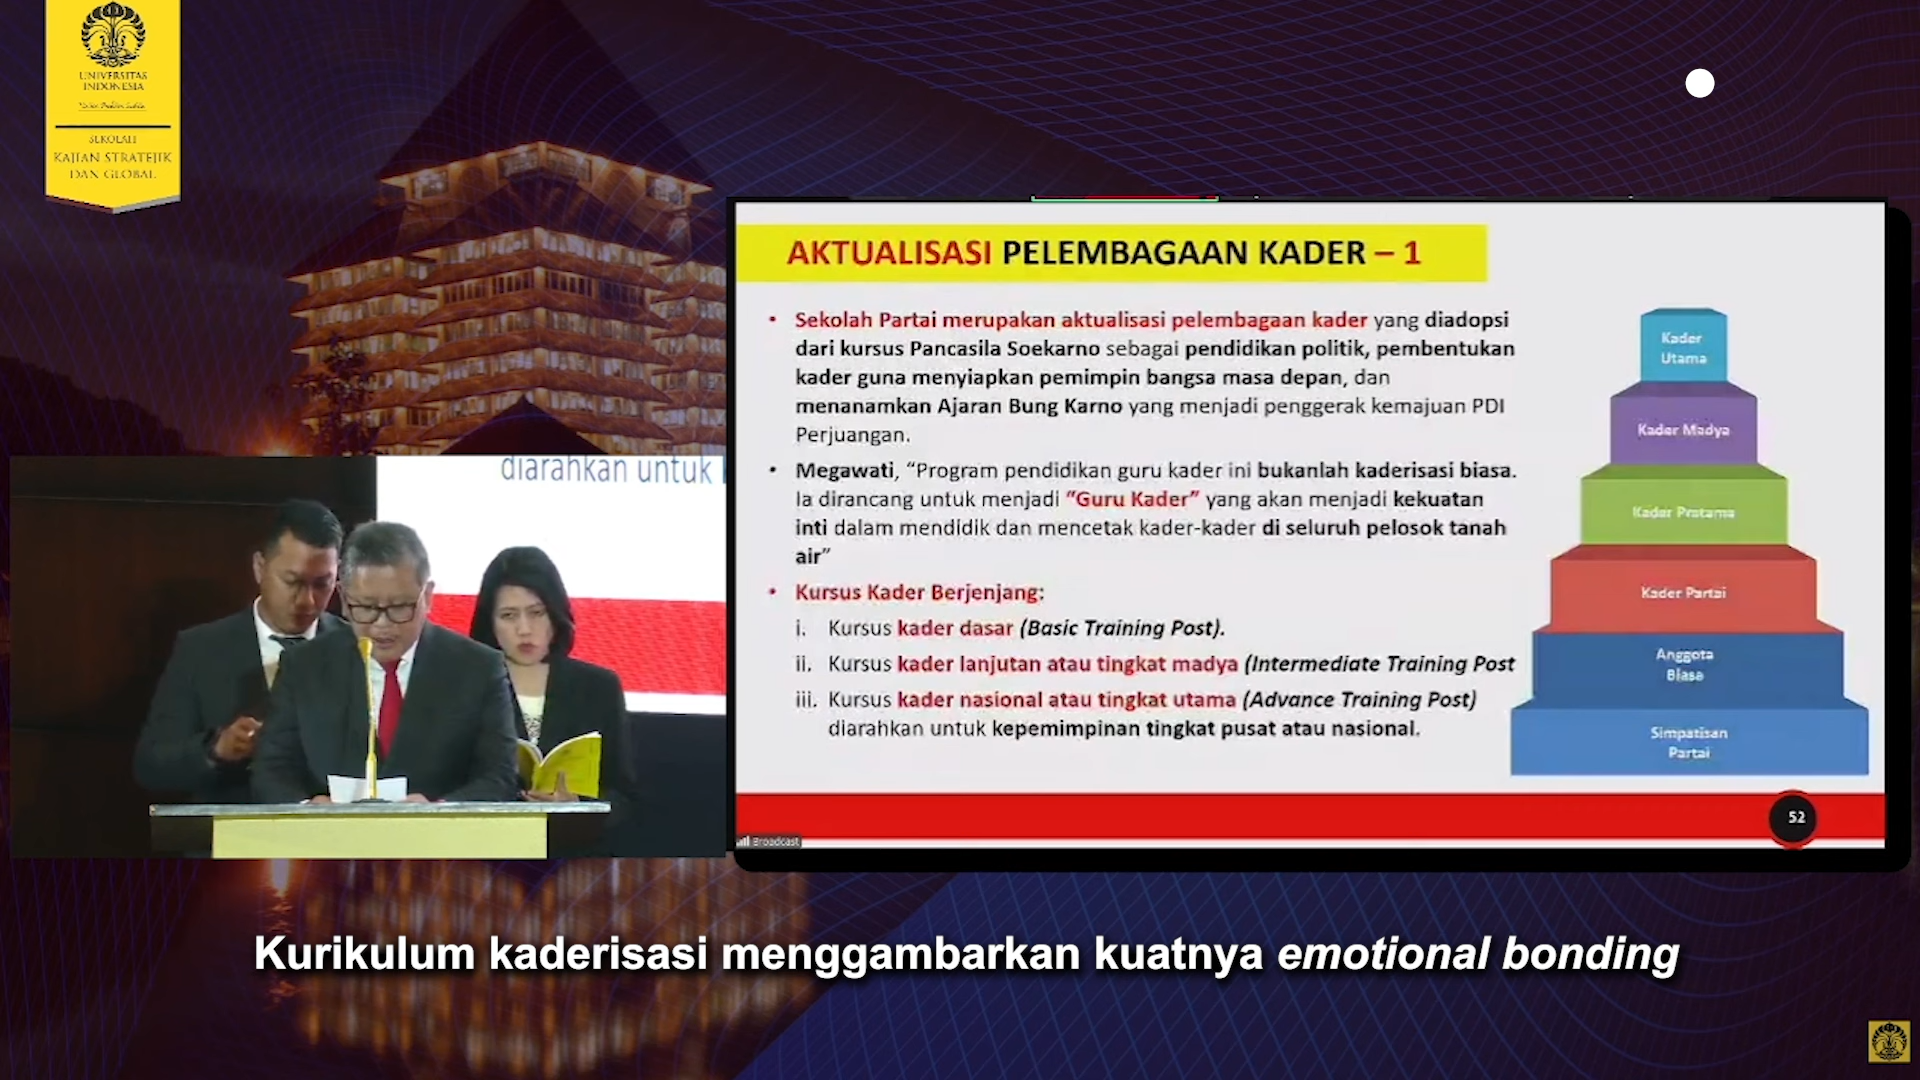 UNIVERSITAS
INDONESIA
SEKOLAH
KAJIAN STRATEJIK
DAN GLOBAL
diarahkan untuk
AKTUALISASI PELEMBAGAAN KADER – 1
• Sekolah Partai merupakan aktualisasi pelembagaan kader yang diadopsi
dari kursus Pancasila Soekarno sebagai pendidikan politik, pembentukan
kader guna menyiapkan pemimpin bangsa masa depan, dan
menanamkan Ajaran Bung Karno yang menjadi penggerak kemajuan PDI
Perjuangan.
• Megawati, “Program pendidikan guru kader ini bukanlah kaderisasi biasa.
Ia dirancang untuk menjadi “Guru Kader” yang akan menjadi kekuatan
inti dalam mendidik dan mencetak kader-kader di seluruh pelosok tanah
air”
• Kursus Kader Berjenjang:
i. Kursus kader dasar (Basic Training Post).
ii. Kursus kader lanjutan atau tingkat madya (Intermediate Training Post
iii. Kursus kader nasional atau tingkat utama (Advance Training Post)
diarahkan untuk kepemimpinan tingkat pusat atau nasional.
Kader
Utama
Kader Madya
Kader Pratama
Kader Partai
Anggota
Biasa
Simpatisan
Partai
52
Broadcast
Kurikulum kaderisasi menggambarkan kuatnya emotional bonding